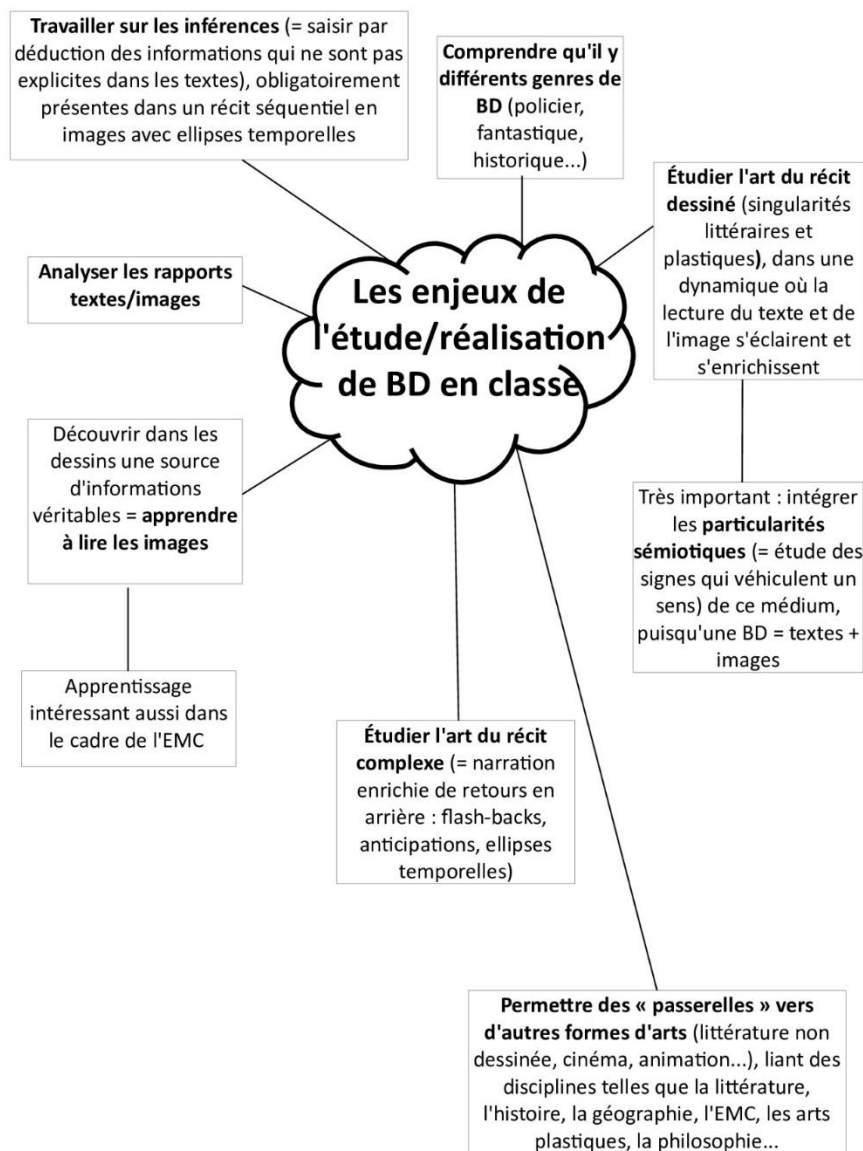 Travailler sur les inférences (= saisir par
déduction des informations qui ne sont pas
explicites dans les textes), obligatoirement
présentes dans un récit séquentiel en
images avec ellipses temporelles
Comprendre qu'il y
différents genres de
BD (policier,
fantastique,
historique...)
Étudier l'art du récit
dessiné (singularités
littéraires et
plastiques), dans une
dynamique où la
lecture du texte et de
l'image s'éclairent et
s'enrichissent
Analyser les rapports
textes/images
Les enjeux de
l'étude/réalisation
de BD en classe
Découvrir dans les
dessins une source
d'informations
véritables = apprendre
à lire les images
Très important : intégrer
les particularités
sémiotiques (= étude des
signes qui véhiculent un
sens) de ce médium,
puisqu'une BD = textes +
images
Apprentissage
intéressant aussi dans
le cadre de l'EMC
Étudier l'art du récit
complexe (= narration
enrichie de retours en
arrière : flash-backs,
anticipations, ellipses
temporelles)
Permettre des « passerelles » vers
d'autres formes d'arts (littérature non
dessinée, cinéma, animation...), liant des
disciplines telles que la littérature,
l'histoire, la géographie, l'EMC, les arts
plastiques, la philosophie...